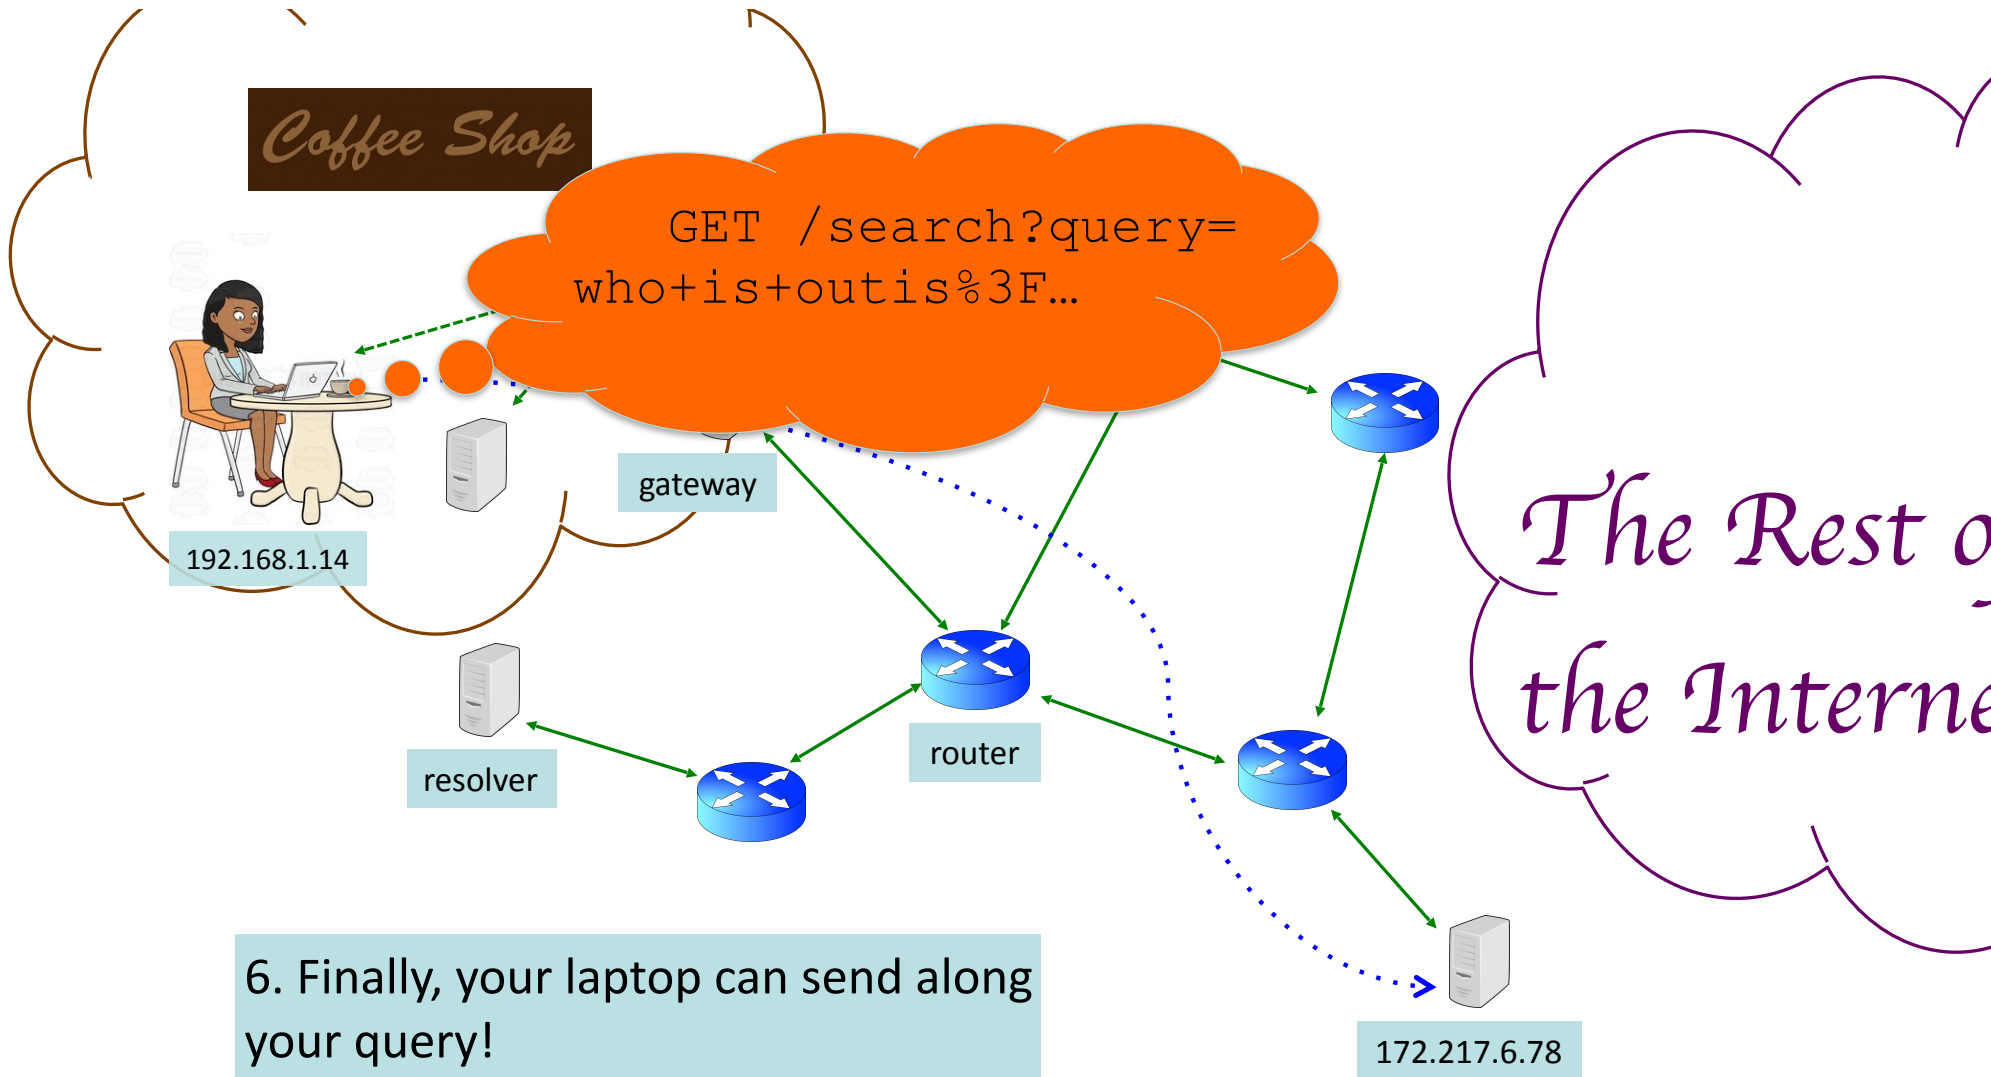 Coffee Shop
GET /search?query=
who+is+outis%3F…
gateway
192.168.1.14
The Rest
the
router
resolver
6. Finally, your laptop can send along
your query!
172.217.6.78